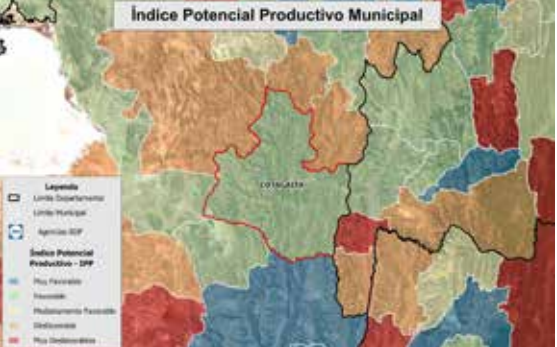 Índice Potencial Productivo Municipal
COTAGAITA
Leyenda
Límite Departamental
Límite Municipal
Agencias BDP
Índice Potencial
Productivo - IPP
Muy Favorable
Favorable
Medianamente Favorable
Desfavorable
Muy Desfavorable